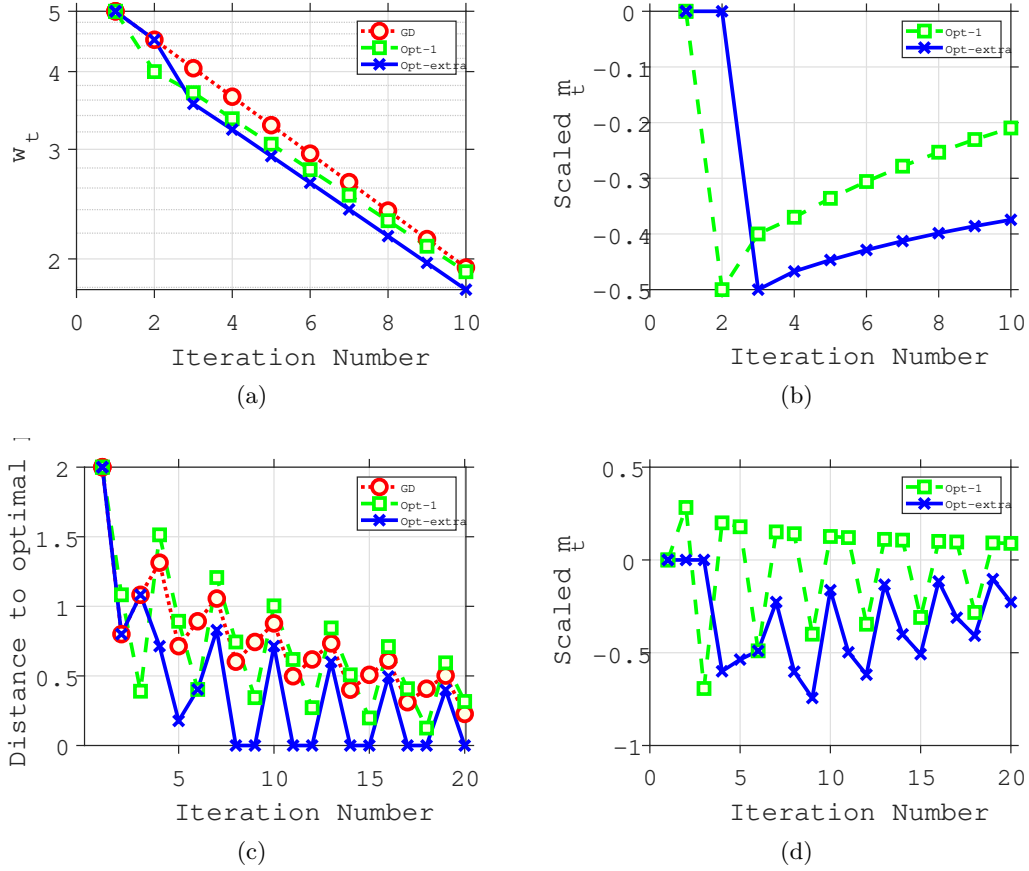 5
4
3
2
w_t
0 2 4 6 8 10
Iteration Number
GD
Opt-1
Opt-extra
(a)
0
-0.1
-0.2
-0.3
-0.4
-0.5
Scaled m_t
0 2 4 6 8 10
Iteration Number
Opt-1
Opt-extra
(b)
2
1.5
1
0.5
0
Distance to optimal
5 10 15 20
Iteration Number
GD
Opt-1
Opt-extra
(c)
0.5
0
-0.5
-1
Scaled m_t
0 5 10 15 20
Iteration Number
Opt-1
Opt-extra
(d)